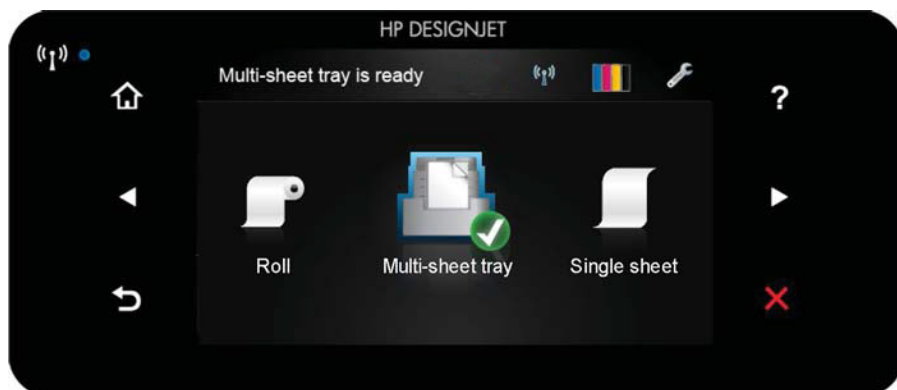 HP DESIGNJET
Multi-sheet tray is ready
?
Roll
Multi-sheet tray
Single sheet